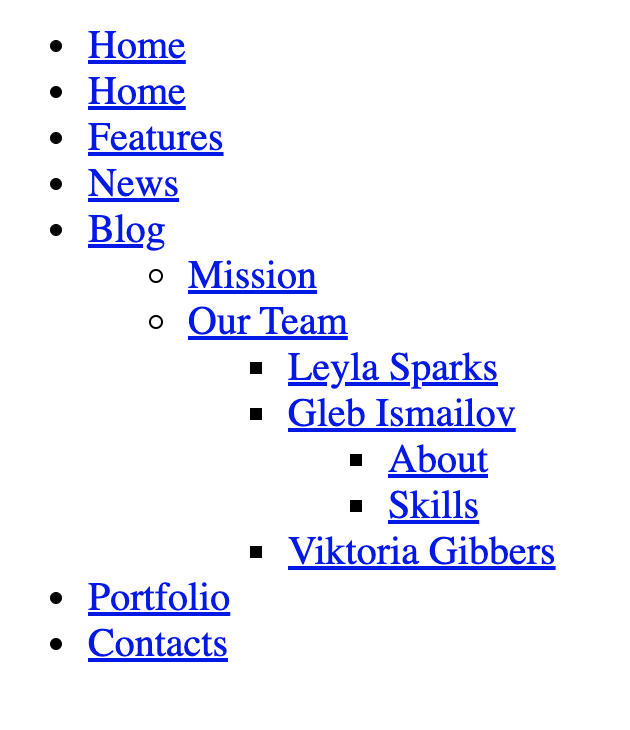 Home
Home
Features
News
Blog
Mission
Our Team
Leyla Sparks
Gleb Ismailov
About
Skills
Viktoria Gibbers
Portfolio
Contacts